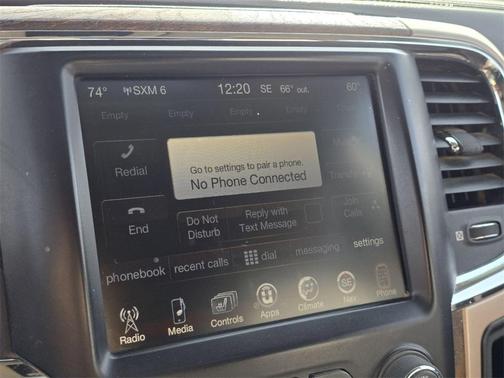 74° SXM 6 12:20 SE 66° out. 60°
Empty Empty Empty Empty
Redial
Go to settings to pair a phone.
No Phone Connected
End
Do Not
Disturb
Reply with
Text Message
Join
Calls
phonebook recent calls dial messaging settings
Radio Media Controls Apps Climate SE Nav Phone